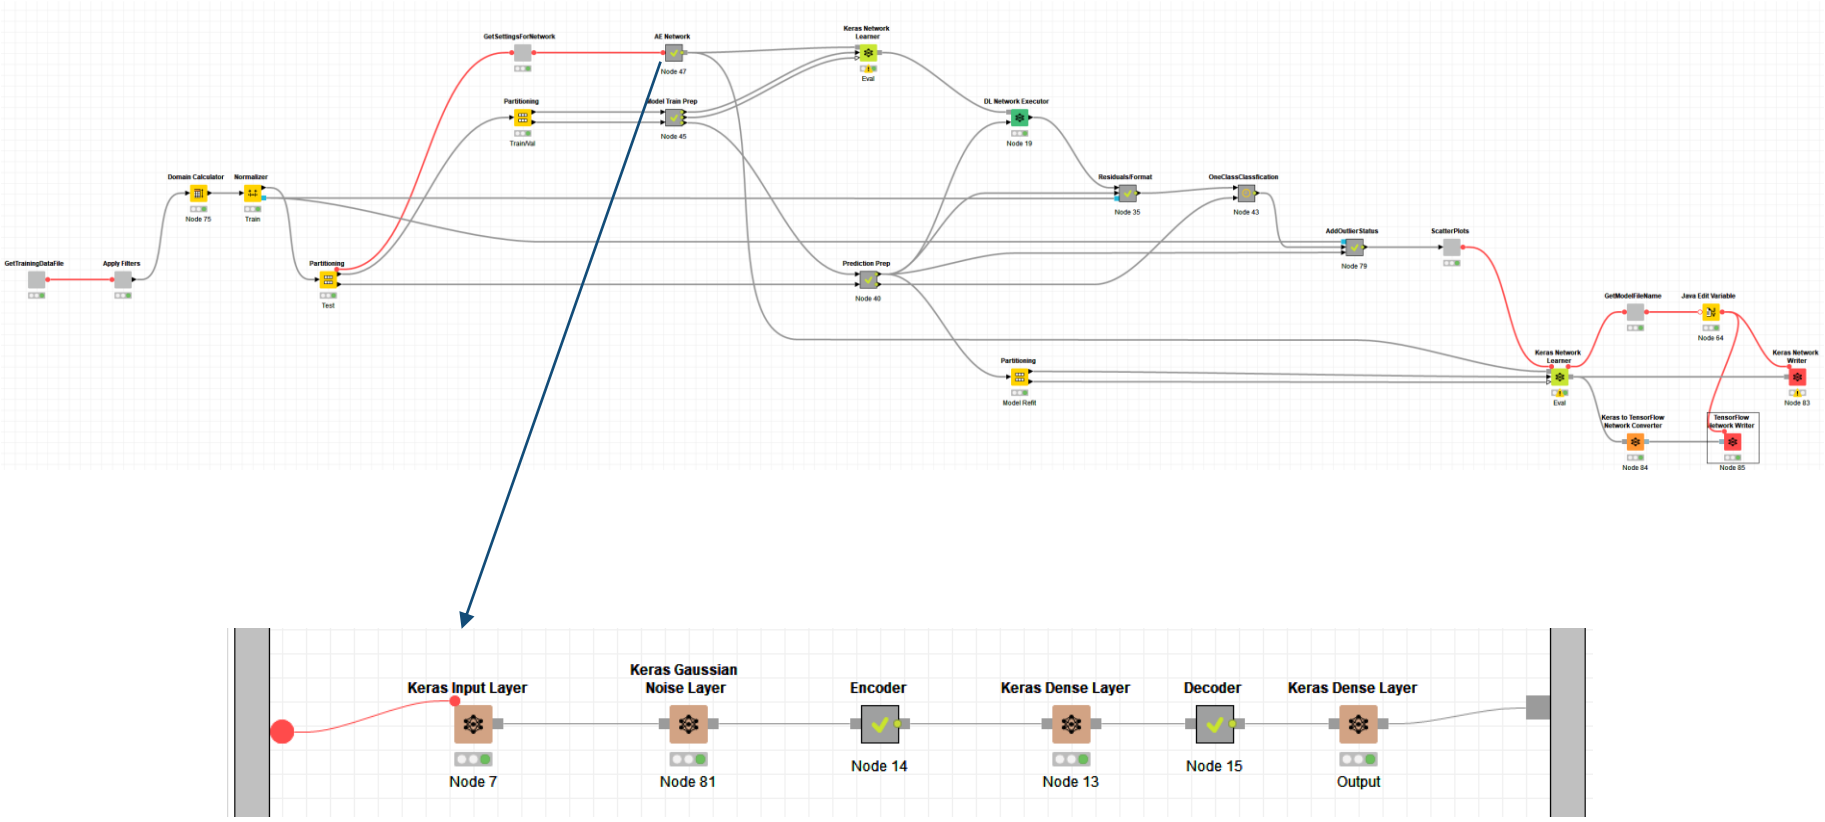 GetSettingsForNetwork
AE Network
Node 47
Keras Network
Learner
Eval
Partitioning
Train/Val
Model Train Prep
Node 45
DL Network Executor
Node 19
Domain Calculator
Node 75
Normalizer
Train
Residuals/Format
Node 35
OneClassClassfication
Node 43
AddOutlierStatus
Node 79
ScatterPlots
GetTrainingDataFile
Apply Filters
Partitioning
Test
Prediction Prep
Node 40
GetModelFileName
Java Edit Variable
Node 64
Partitioning
Model Refit
Keras Network
Learner
Eval
Keras Network
Writer
Node 83
Keras to TensorFlow
Network Converter
Node 84
TensorFlow
Network Writer
Node 85
Keras Input Layer
Node 7
Keras Gaussian
Noise Layer
Node 81
Encoder
Node 14
Keras Dense Layer
Node 13
Decoder
Node 15
Keras Dense Layer
Output